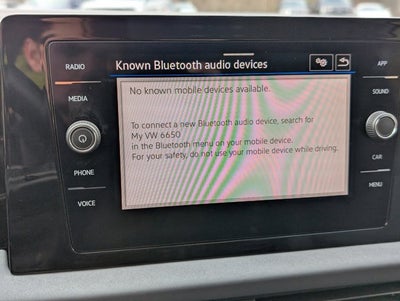 RADIO
Known Bluetooth audio devices
APP
MEDIA
No known mobile devices available.
SOUND
To connect a new Bluetooth audio device, search for
My VW 6650
in the Bluetooth menu on your mobile device.
For your safety, do not use your mobile device while driving.
PHONE
CAR
VOICE
MENU